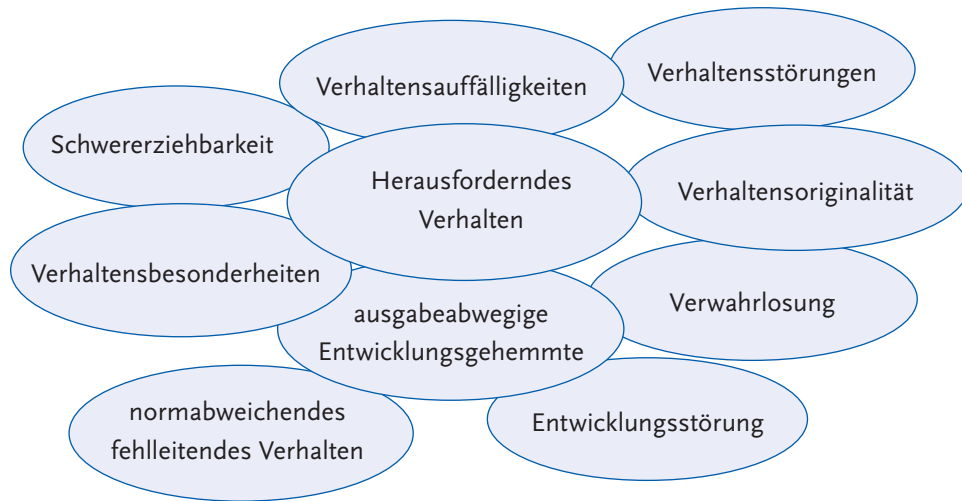 Verhaltensauffälligkeiten
Verhaltensstörungen
Schwererziehbarkeit
Herausforderndes
Verhalten
Verhaltensoriginalität
Verhaltensbesonderheiten
ausgabeabwegige
Entwicklungsgehemmte
Verwahrlosung
normabweichendes
fehlleitendes Verhalten
Entwicklungsstörung